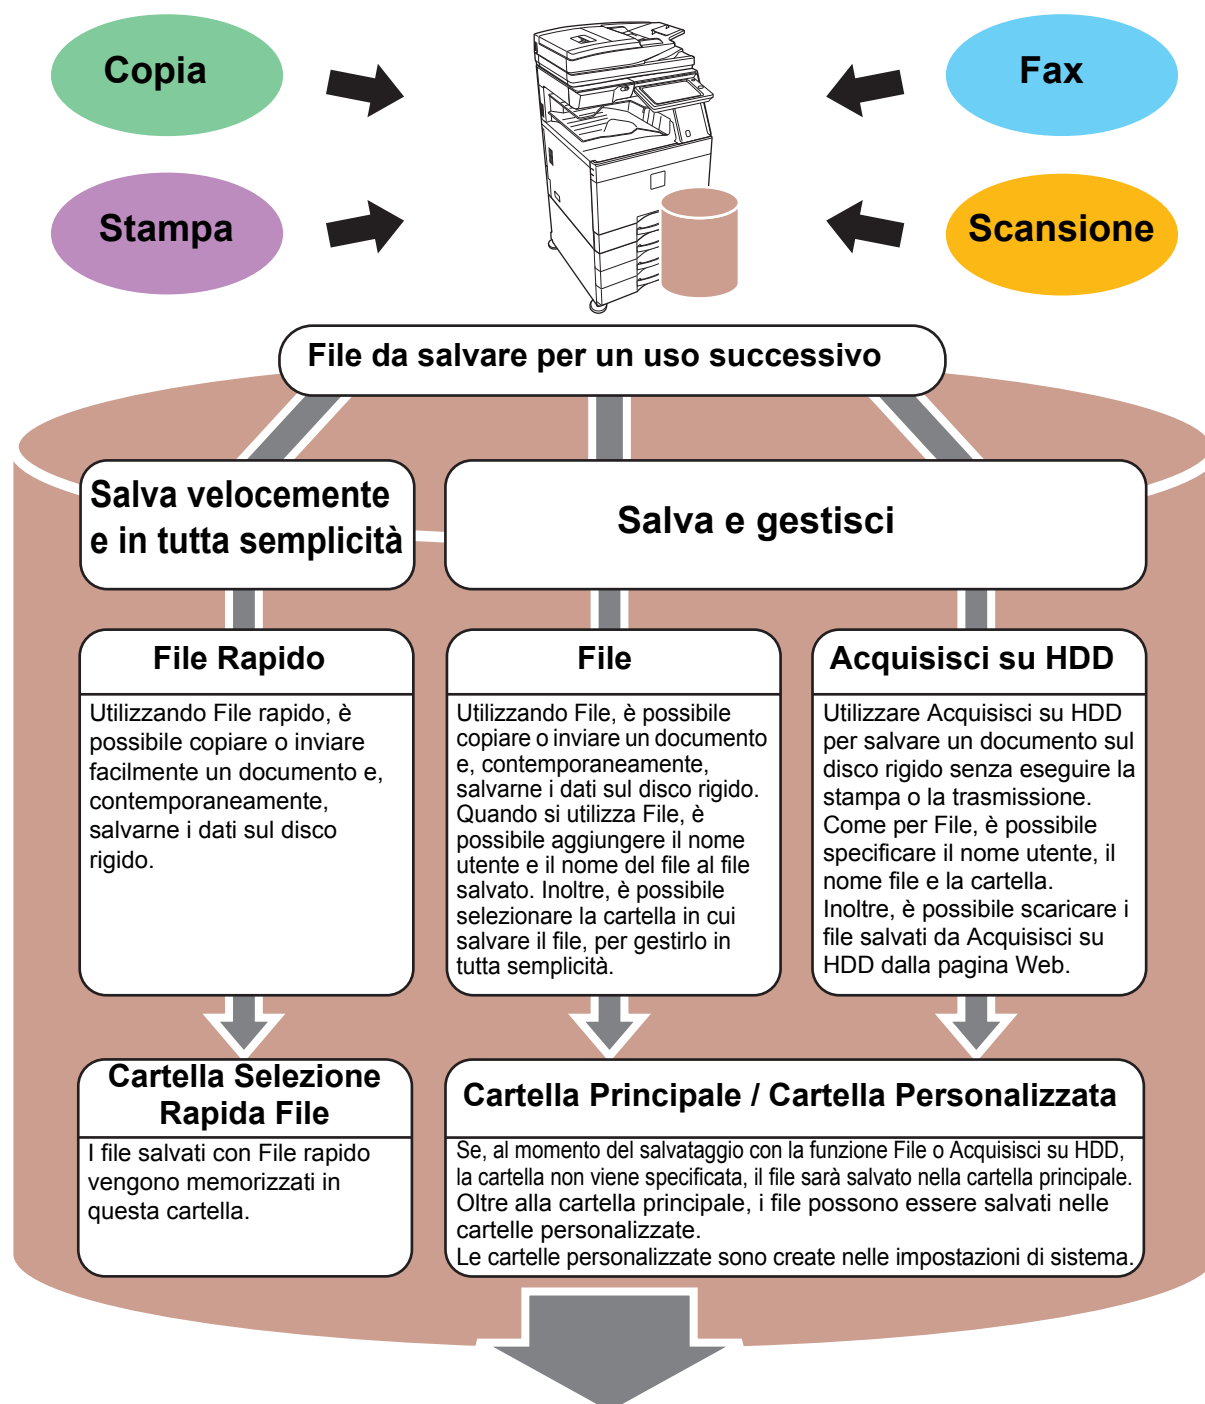 Copia
Fax
Stampa
Scansione
File da salvare per un uso successivo
Salva velocemente
e in tutta semplicità
Salva e gestisci
File Rapido
Utilizzando File rapido, è
possibile copiare o inviare
facilmente un documento e,
contemporaneamente,
salvarne i dati sul disco
rigido.
File
Utilizzando File, è possibile
copiare o inviare un documento
e, contemporaneamente,
salvarne i dati sul disco rigido.
Quando si utilizza File, è
possibile aggiungere il nome
utente e il nome del file al file
salvato. Inoltre, è possibile
selezionare la cartella in cui
salvare il file, per gestirlo in
tutta semplicità.
Acquisisci su HDD
Utilizzare Acquisisci su HDD
per salvare un documento sul
disco rigido senza eseguire la
stampa o la trasmissione.
Come per File, è possibile
specificare il nome utente, il
nome file e la cartella.
Inoltre, è possibile scaricare i
file salvati da Acquisisci su
HDD dalla pagina Web.
Cartella Selezione
Rapida File
I file salvati con File rapido
vengono memorizzati in
questa cartella.
Cartella Principale / Cartella Personalizzata
Se, al momento del salvataggio con la funzione File o Acquisisci su HDD,
la cartella non viene specificata, il file sarà salvato nella cartella principale.
Oltre alla cartella principale, i file possono essere salvati nelle
cartelle personalizzate.
Le cartelle personalizzate sono create nelle impostazioni di sistema.